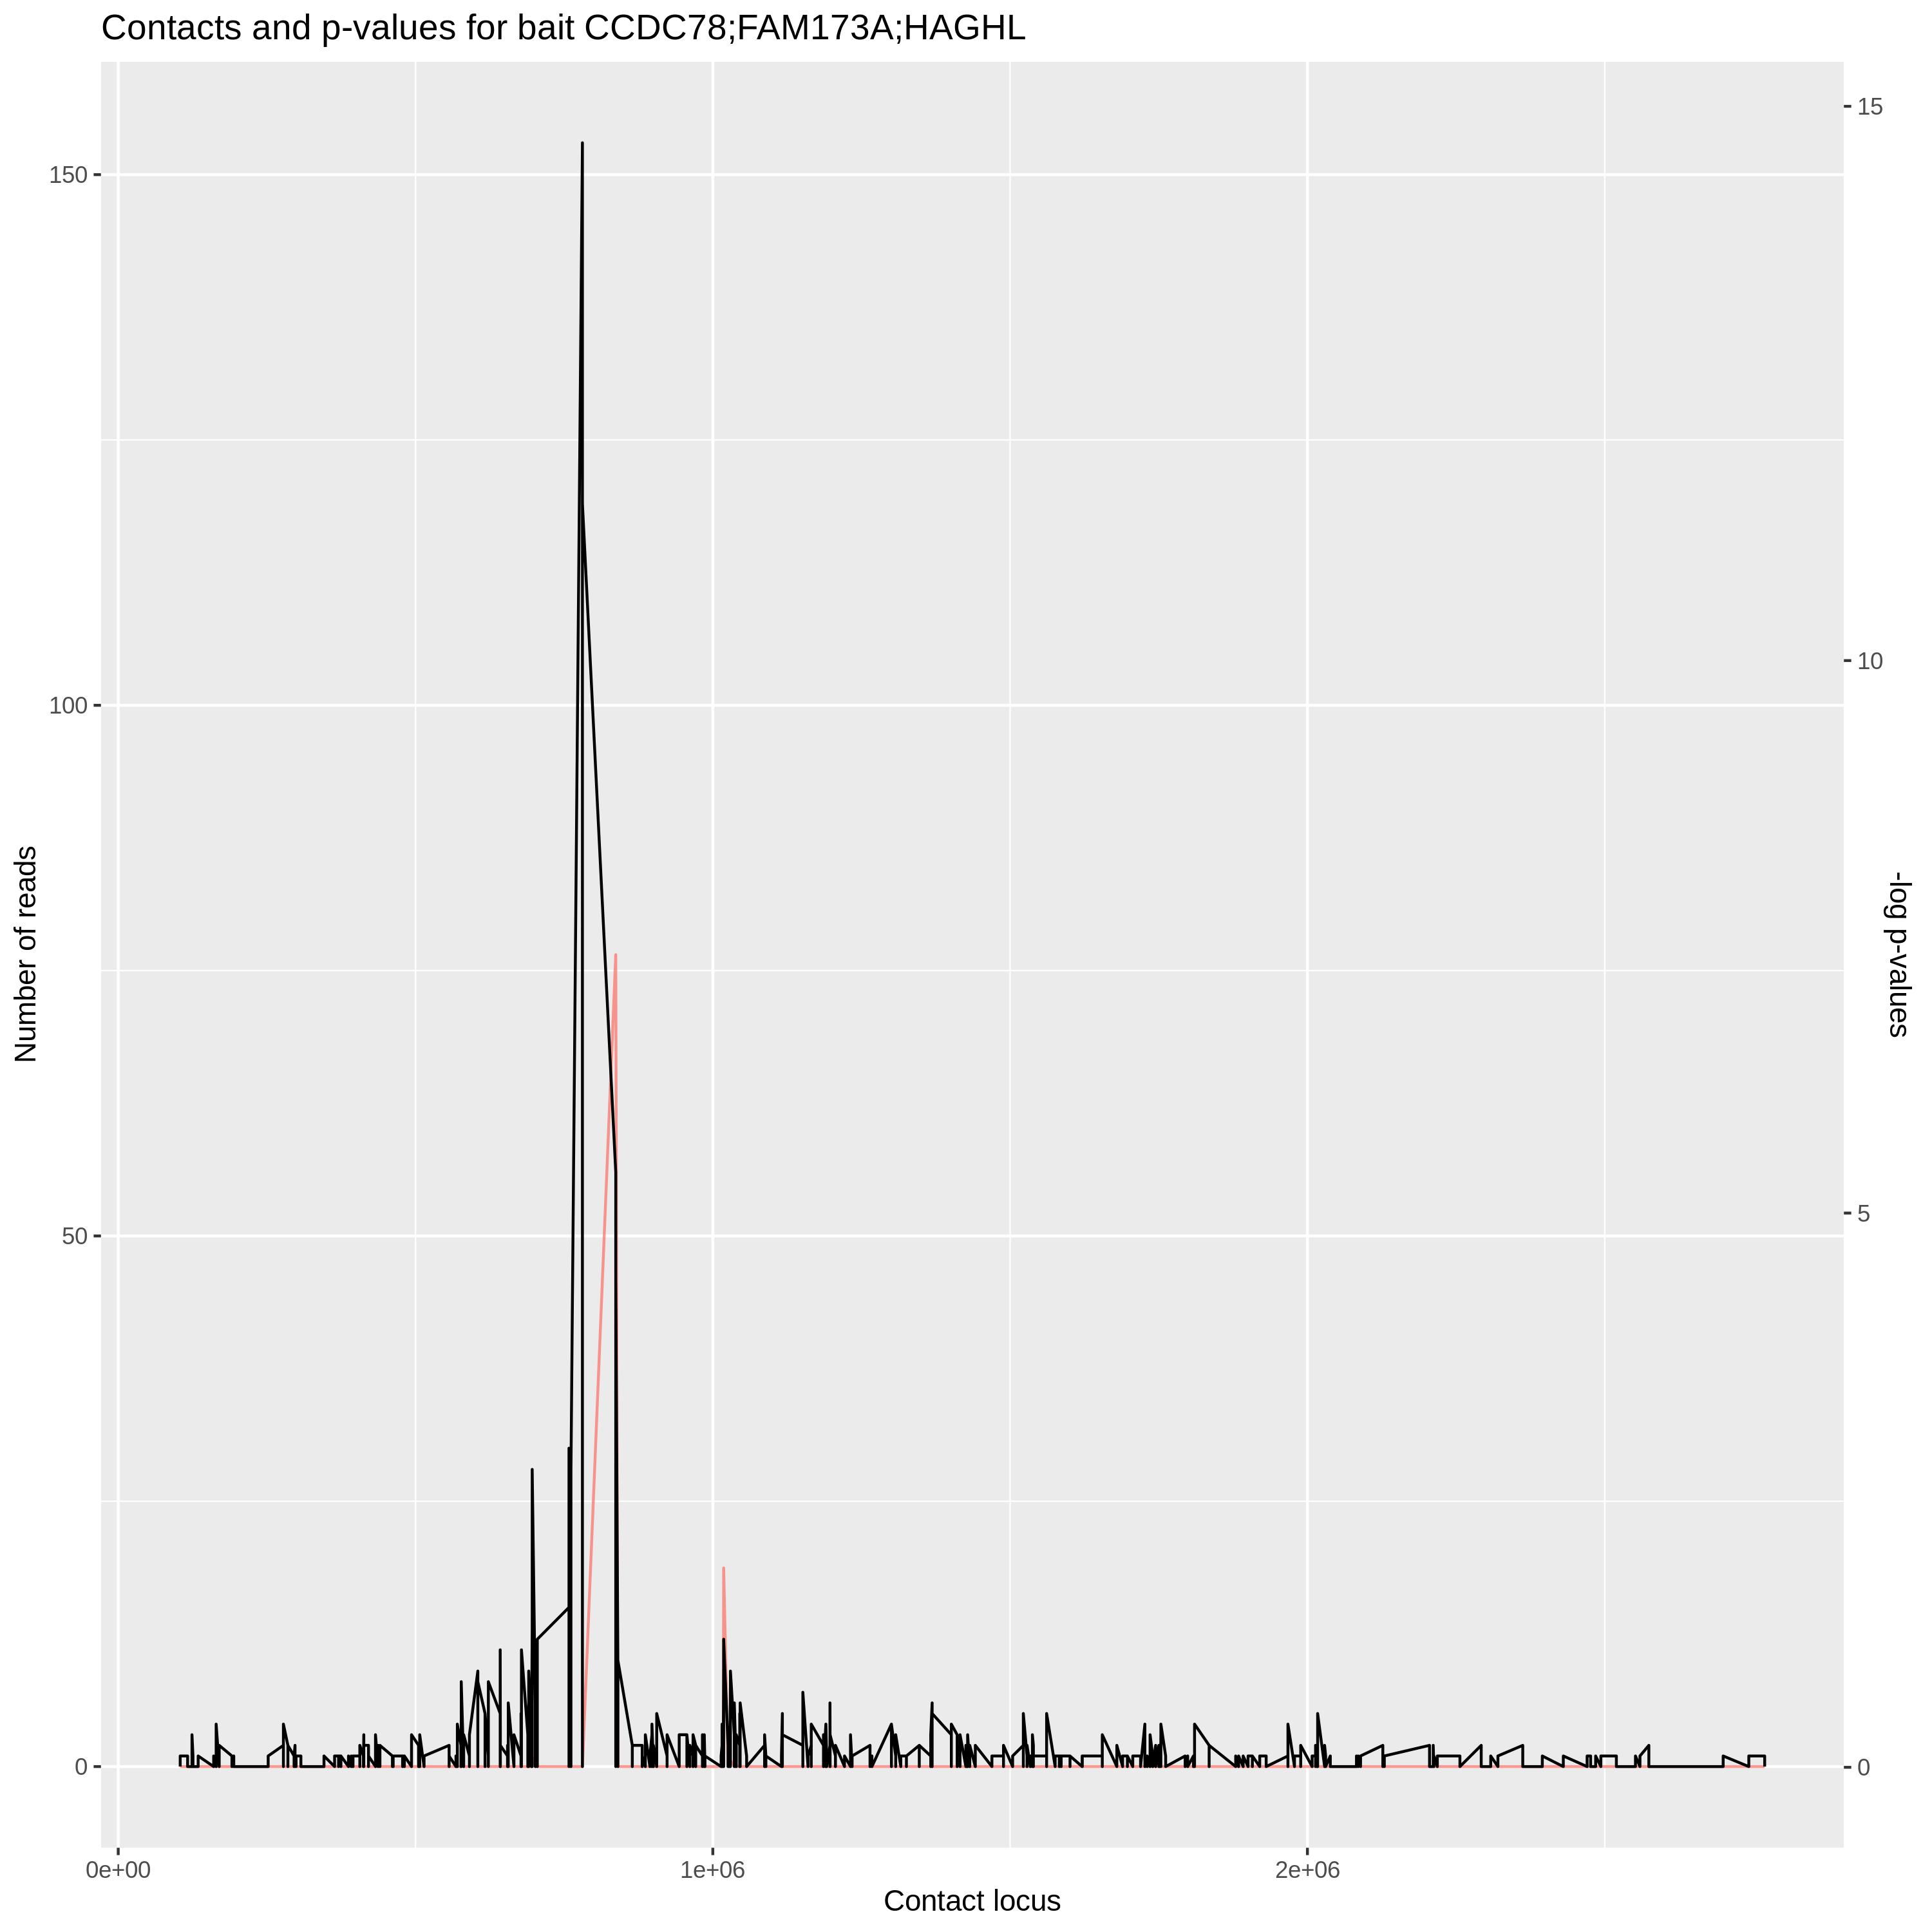 Contacts and p-values for bait CCDC78;FAM173A;HAGHL
150
100
50
0
Number of reads
15
10
5
0
-log p-values
0e+00
1e+06
2e+06
Contact locus